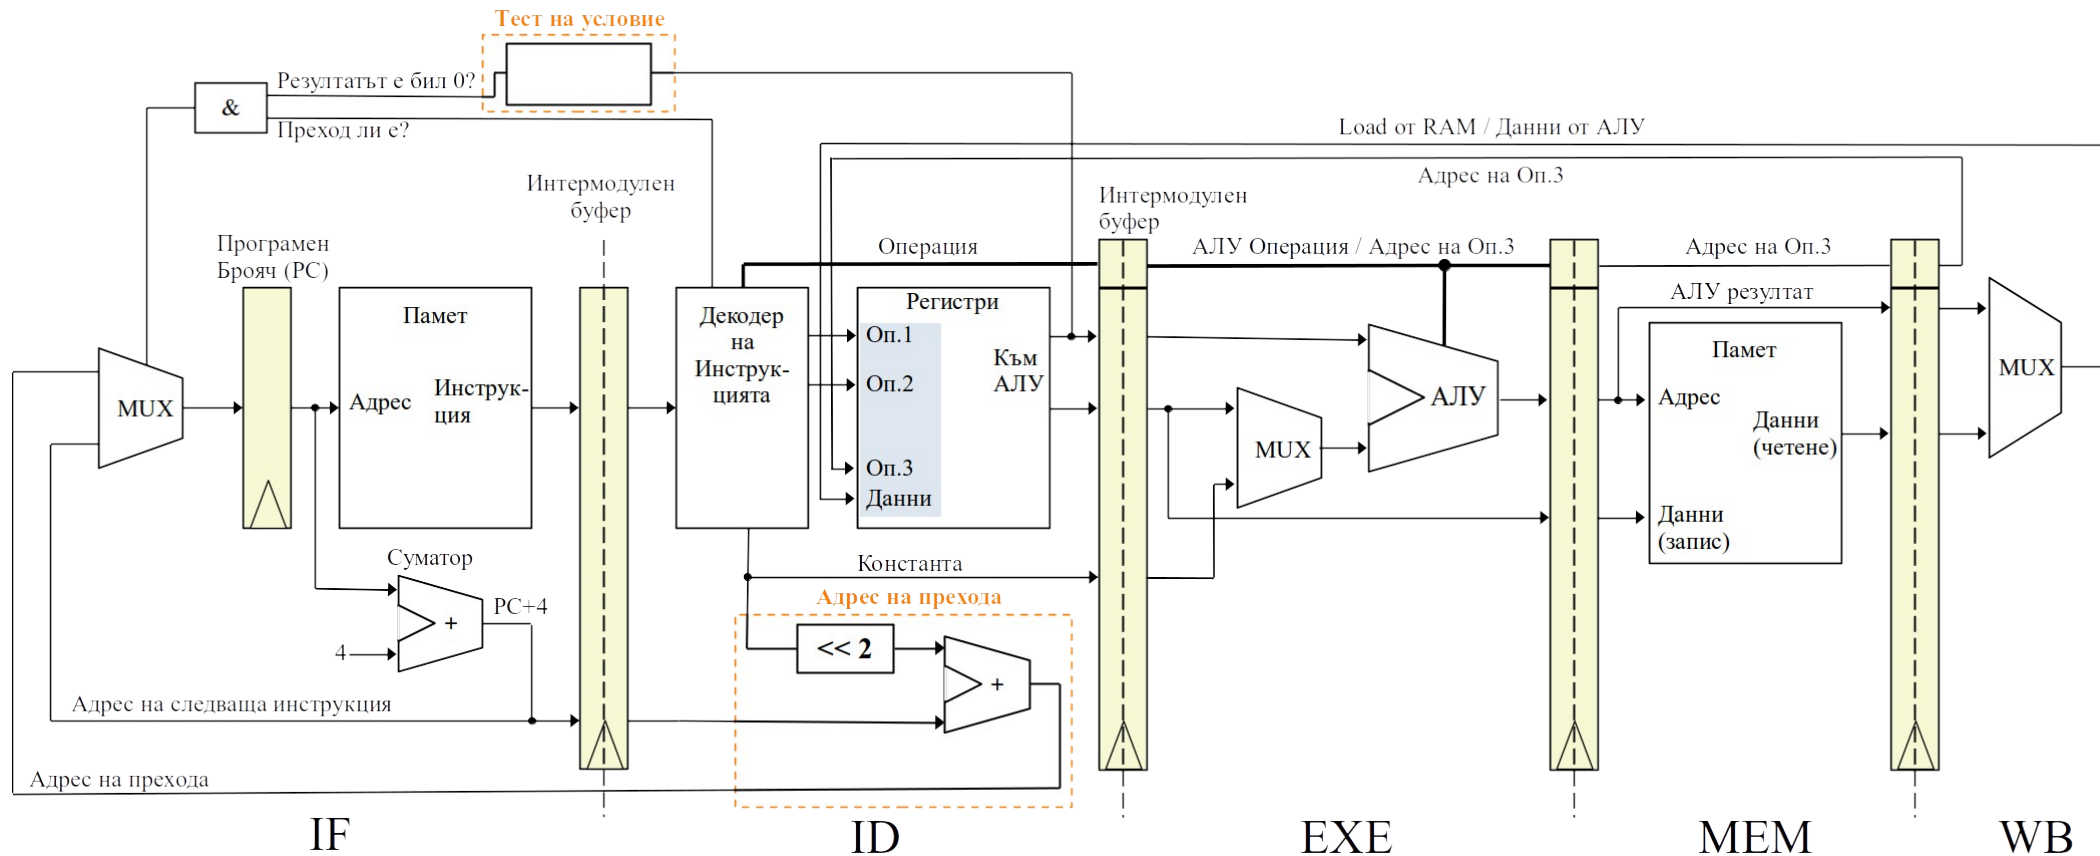 Тест на условие
Резултатът е бил 0?
&
Преход ли е?
Load от RAM / Данни от АЛУ
Адрес на Оп.3
Интермодулен
буфер
Интермодулен
буфер
Програмен
Брояч (PC)
Операция
АЛУ Операция / Адрес на Оп.3
Адрес на Оп.3
АЛУ резултат
Памет
Адрес
Инструк-
ция
Декодер
на
Инструк-
цията
Регистри
Оп.1
Оп.2
Оп.3
Данни
Към
АЛУ
MUX
MUX
АЛУ
Памет
Адрес
Данни
(четене)
Данни
(запис)
MUX
Суматор
PC+4
+
4
Константа
Адрес на прехода
<< 2
+
Адрес на следваща инструкция
Адрес на прехода
IF
ID
EXE
MEM
WB